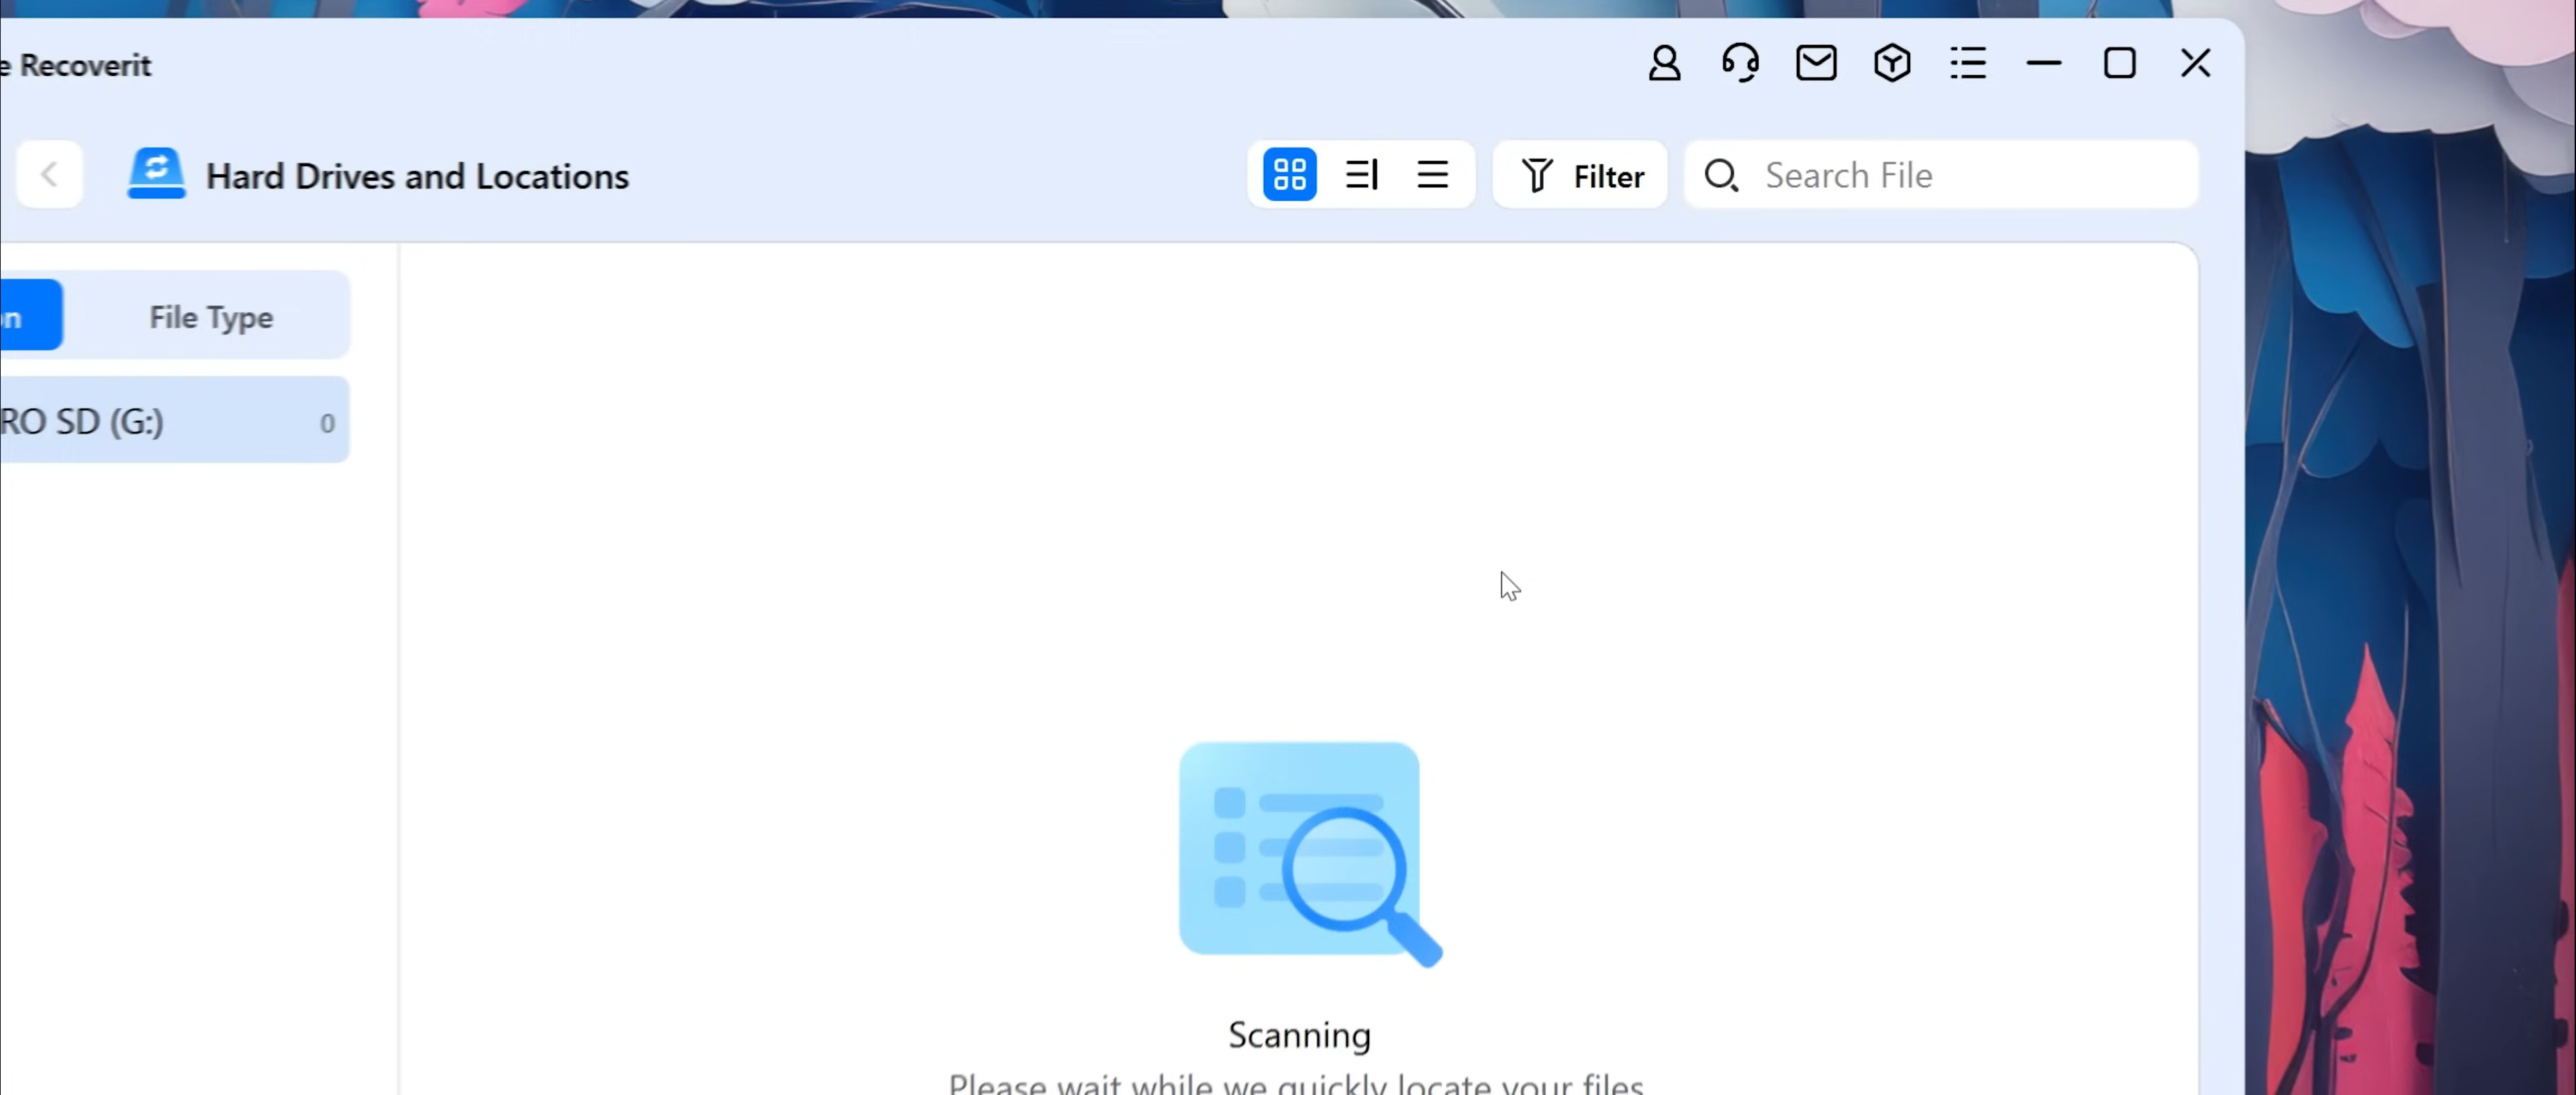 e Recoverit
Hard Drives and Locations
Filter
Search File
on
File Type
RO SD (G:)
0
Scanning
Please wait while we quickly locate your files